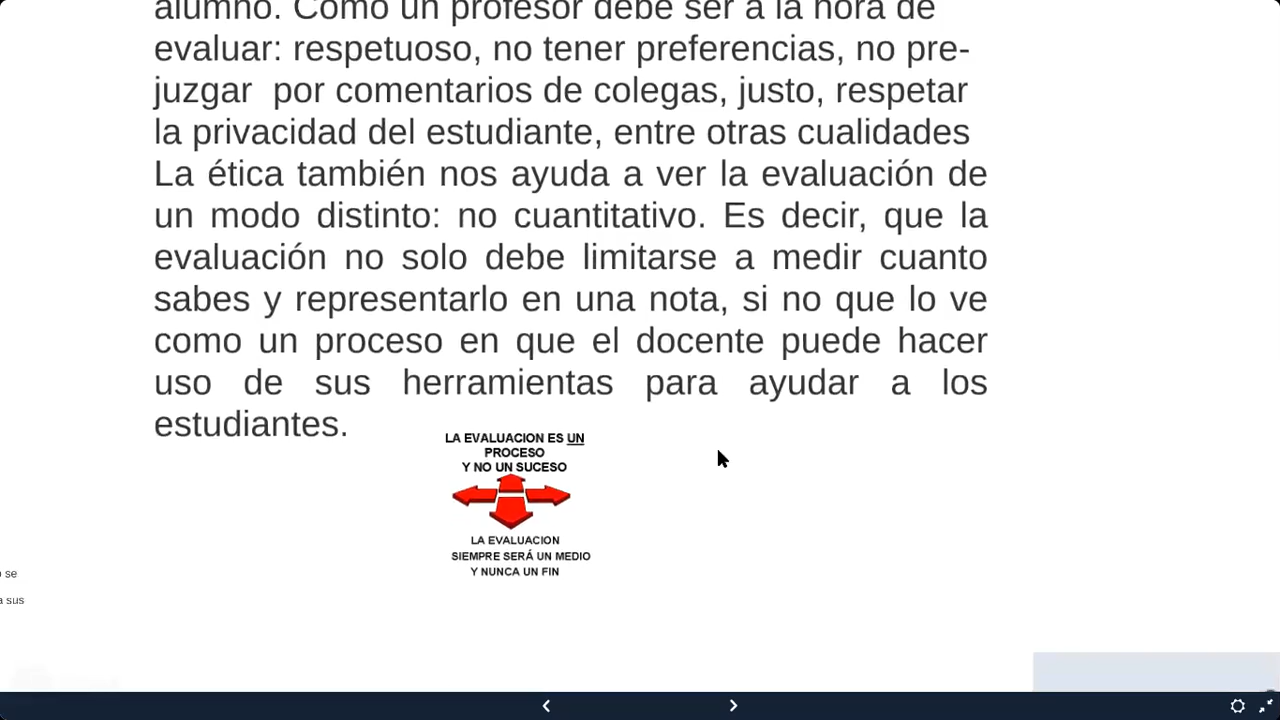 alumno. Como un profesor debe ser a la hora de
evaluar: respetuoso, no tener preferencias, no pre-
juzgar  por comentarios de colegas, justo, respetar
la privacidad del estudiante, entre otras cualidades
La ética también nos ayuda a ver la evaluación de
un modo distinto: no cuantitativo. Es decir, que la
evaluación no solo debe limitarse a medir cuanto
sabes y representarlo en una nota, si no que lo ve
como un proceso en que el docente puede hacer
uso de sus herramientas para ayudar a los
estudiantes.
LA EVALUACION ES UN
PROCESO
Y NO UN SUCESO
LA EVALUACION
SIEMPRE SERÁ UN MEDIO
Y NUNCA UN FIN
se
a sus